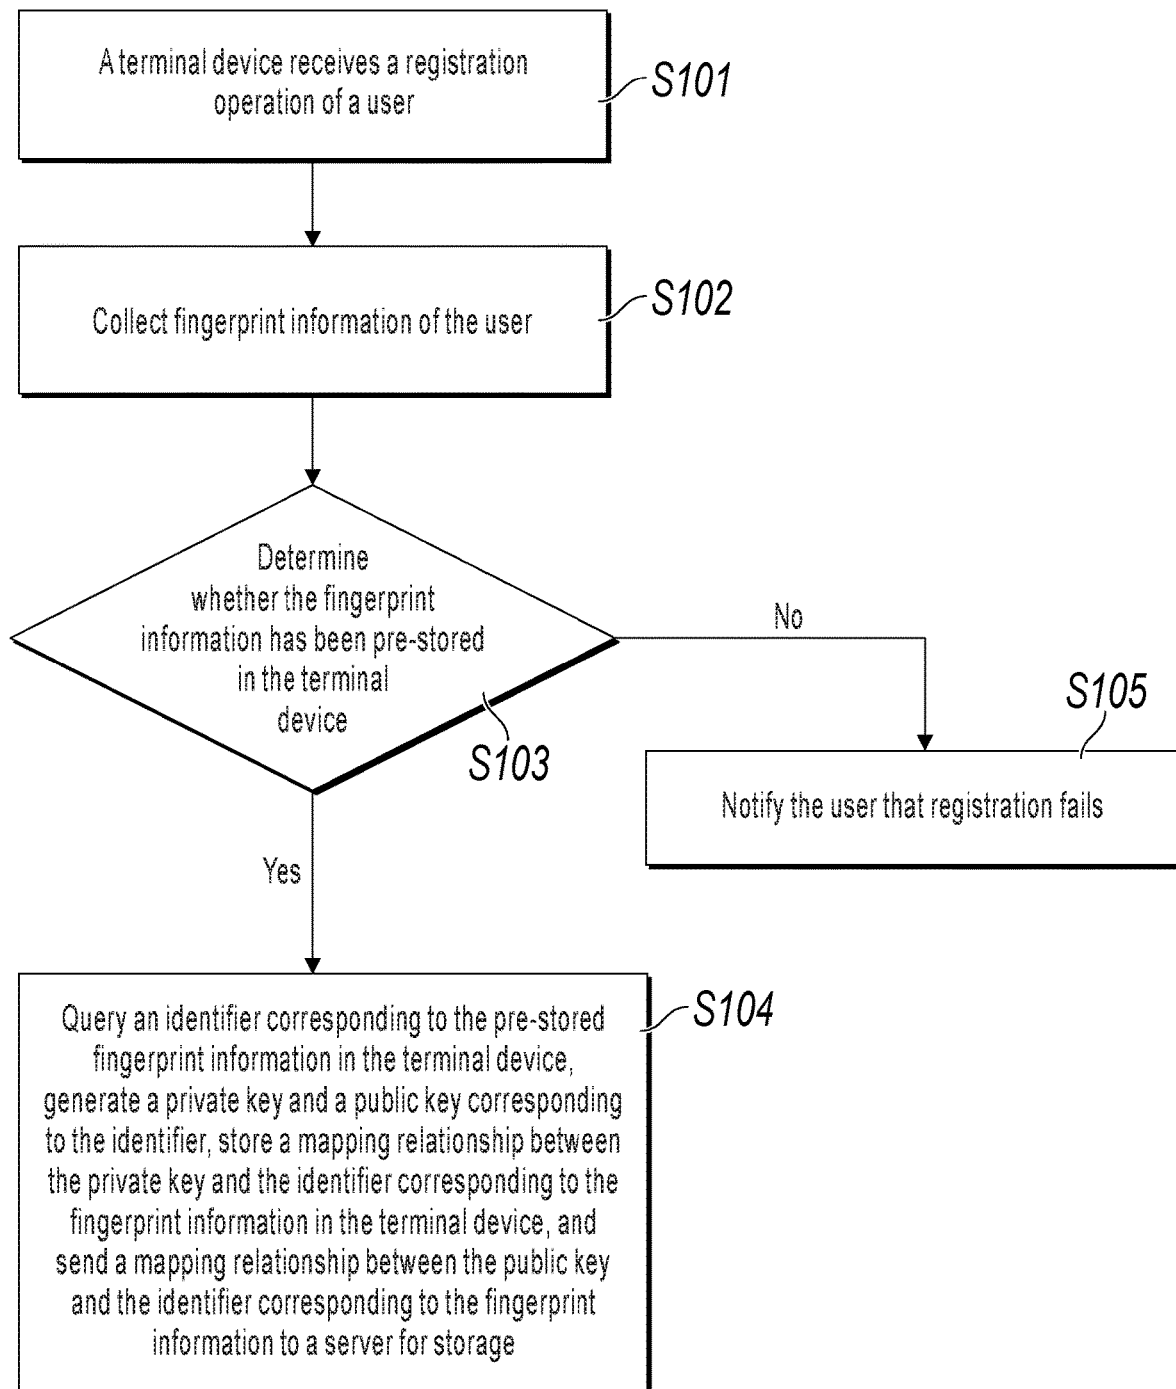 A terminal device receives a registration
operation of a user
S101
Collect fingerprint information of the user
S102
Determine
whether the fingerprint
information has been pre-stored
in the terminal
device
S103
No
S105
Notify the user that registration fails
Yes
Query an identifier corresponding to the pre-stored
fingerprint information in the terminal device,
generate a private key and a public key corresponding
to the identifier, store a mapping relationship between
the private key and the identifier corresponding to the
fingerprint information in the terminal device, and
send a mapping relationship between the public key
and the identifier corresponding to the fingerprint
information to a server for storage
S104